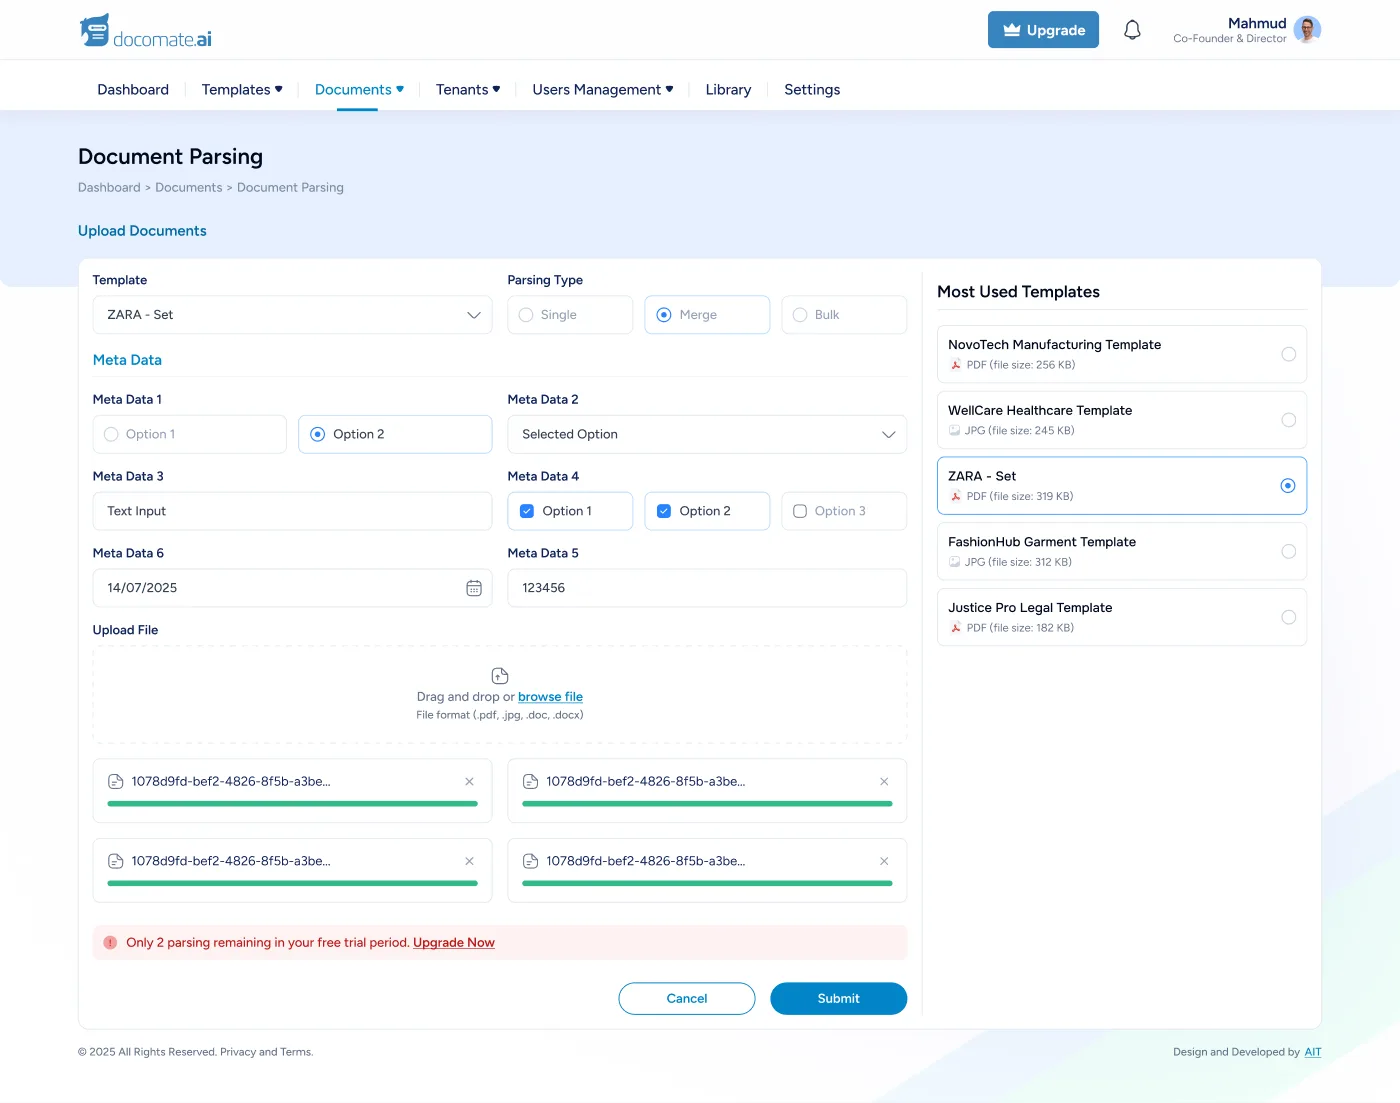 docomate.ai
Upgrade
Mahmud
Co-Founder & Director
Dashboard
Templates
Documents
Tenants
Users Management
Library
Settings
Document Parsing
Dashboard > Documents > Document Parsing
Upload Documents
Template
ZARA - Set
Parsing Type
Single
Merge
Bulk
Meta Data
Meta Data 1
Option 1
Option 2
Meta Data 2
Selected Option
Meta Data 3
Text Input
Meta Data 4
Option 1
Option 2
Option 3
Meta Data 6
14/07/2025
Meta Data 5
123456
Upload File
Drag and drop or browse file
File format (.pdf, .jpg, .doc, .docx)
1078d9fd-bef2-4826-8f5b-a3be...
1078d9fd-bef2-4826-8f5b-a3be...
1078d9fd-bef2-4826-8f5b-a3be...
1078d9fd-bef2-4826-8f5b-a3be...
Only 2 parsing remaining in your free trial period. Upgrade Now
Cancel
Submit
Most Used Templates
NovoTech Manufacturing Template
PDF (file size: 256 KB)
WellCare Healthcare Template
JPG (file size: 245 KB)
ZARA - Set
PDF (file size: 319 KB)
FashionHub Garment Template
JPG (file size: 312 KB)
Justice Pro Legal Template
PDF (file size: 182 KB)
© 2025 All Rights Reserved. Privacy and Terms.
Design and Developed by AIT